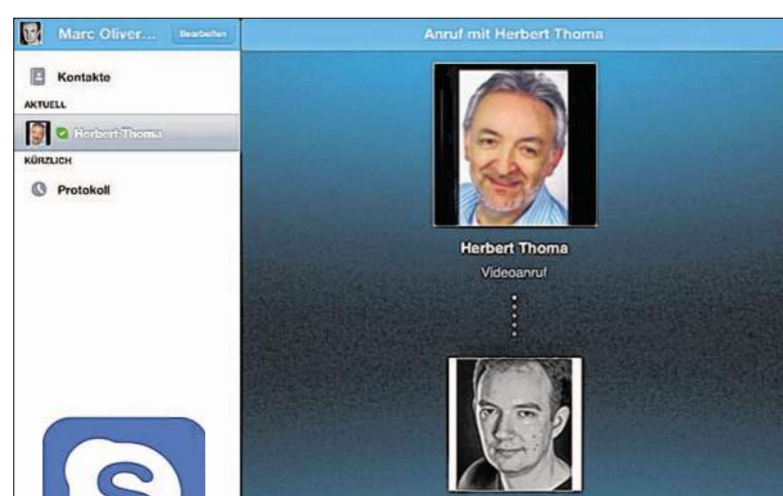 Marc Oliver...
Bearbeiten
Kontakte
AKTUELL
Herbert Thoma
KÜRZLICH
Protokoll
Anruf mit Herbert Thoma
Herbert Thoma
Videoanruf
S